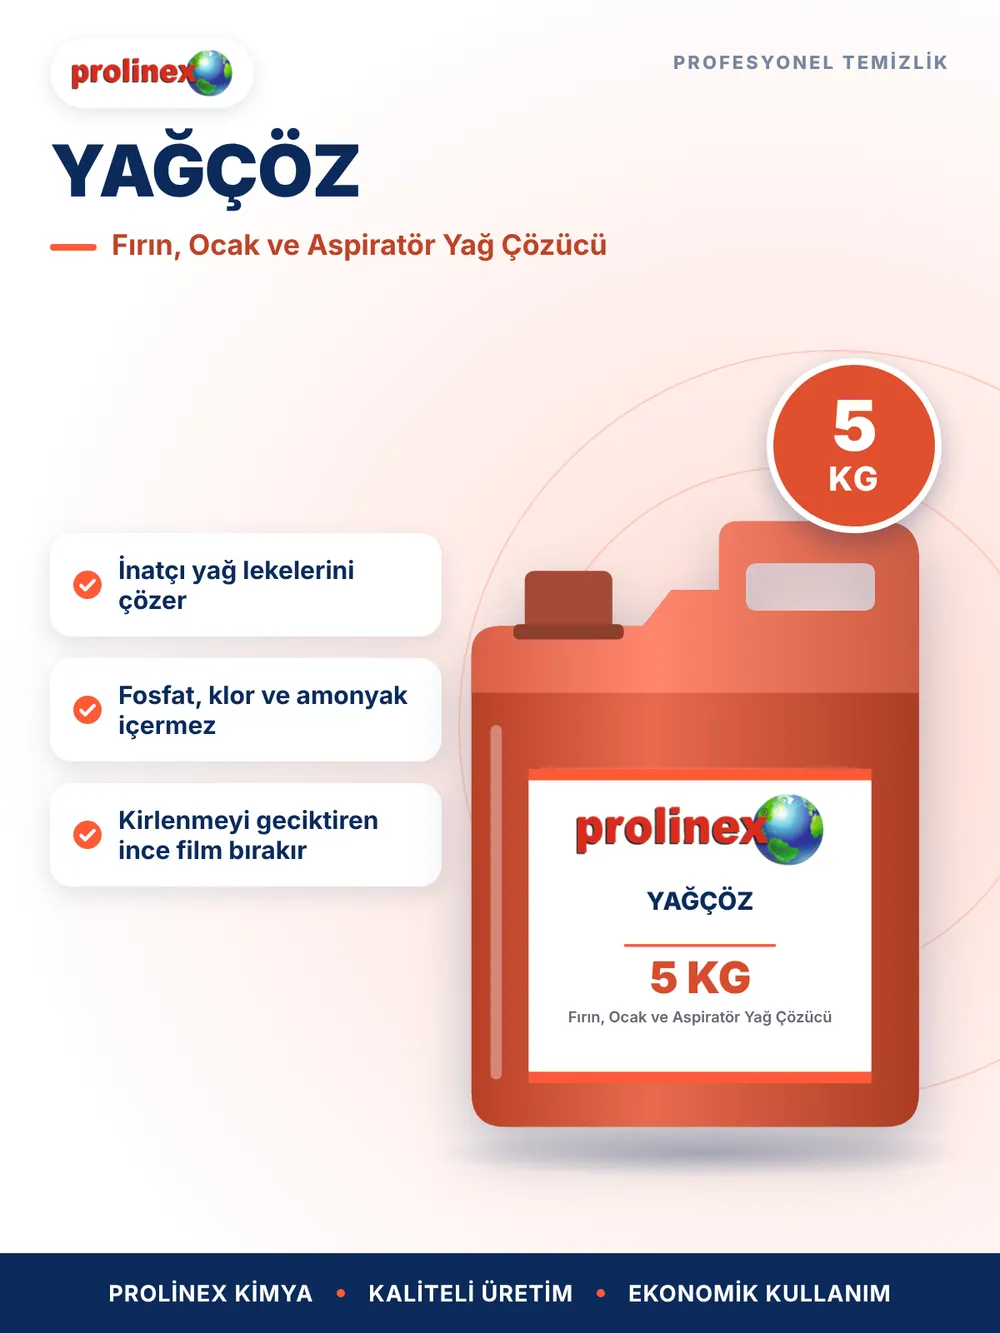 prolinex
PROFESYONEL TEMİZLİK
YAĞÇÖZ
Fırın, Ocak ve Aspiratör Yağ Çözücü
5
KG
İnatçı yağ lekelerini
çözer
Fosfat, klor ve amonyak
içermez
Kirlenmeyi geciktiren
ince film bırakır
prolinex®
YAĞÇÖZ
5 KG
Fırın, Ocak ve Aspiratör Yağ Çözücü
PROLİNEX KİMYA • KALİTELİ ÜRETİM • EKONOMİK KULLANIM